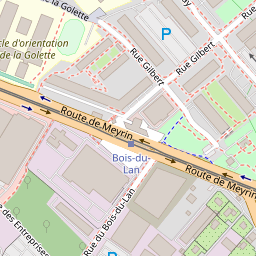 de la Golette
cle d'orientation
de la Golette
P
Rue Gilbert
Rue Gilbert
Route de Meyrin
Bois-du-
Lan
Route de Meyrin
Rue du Bois-du-Lan
e des Entreprises
P